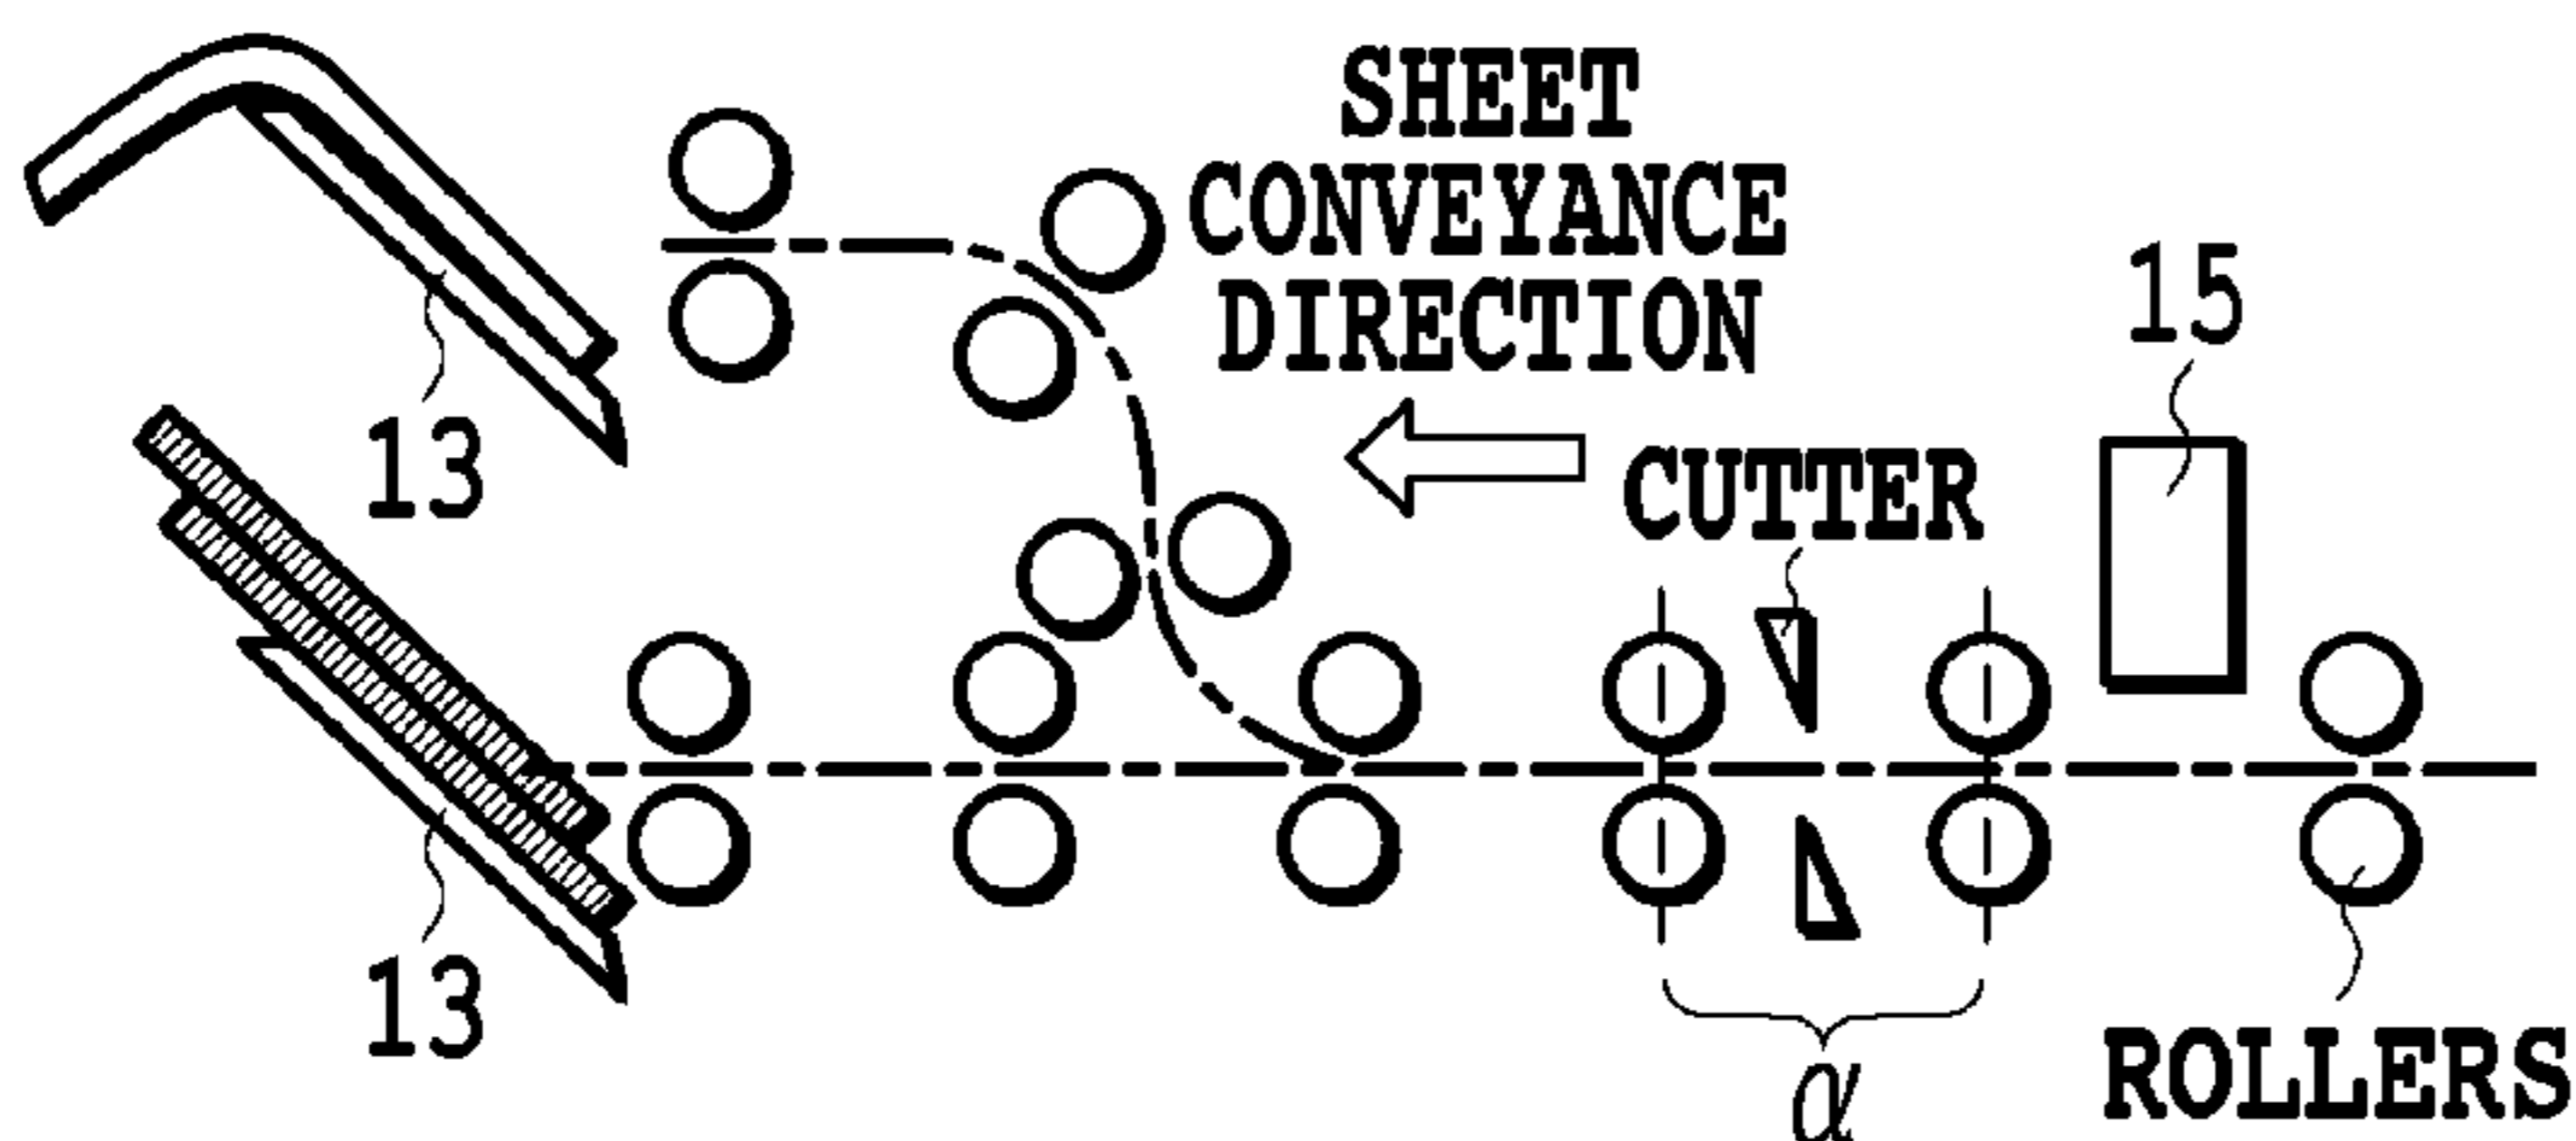 SHEET
CONVEYANCE
DIRECTION
15
13
CUTTER
13
α
ROLLERS